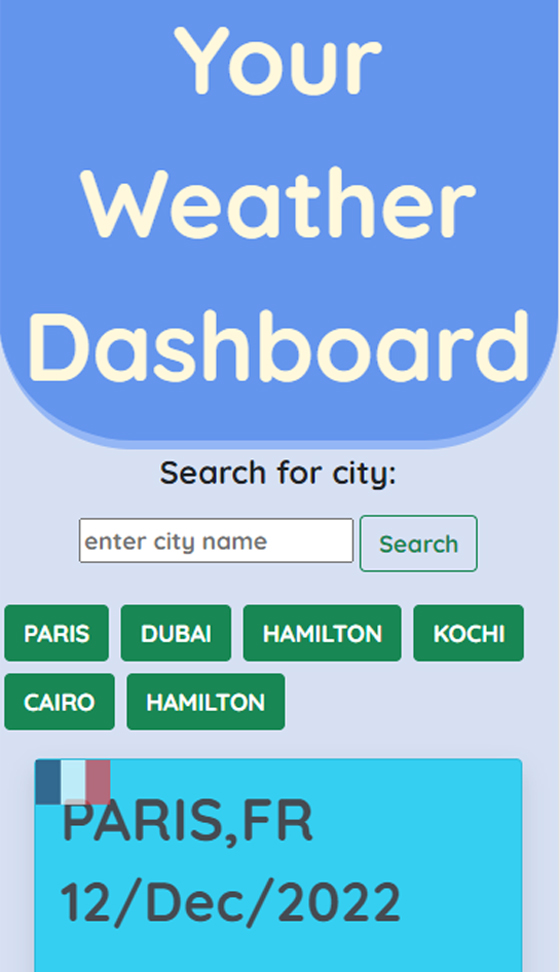 Your
Weather
Dashboard
Search for city:
enter city name Search
PARIS DUBAI HAMILTON KOCHI
CAIRO HAMILTON
PARIS,FR
12/Dec/2022